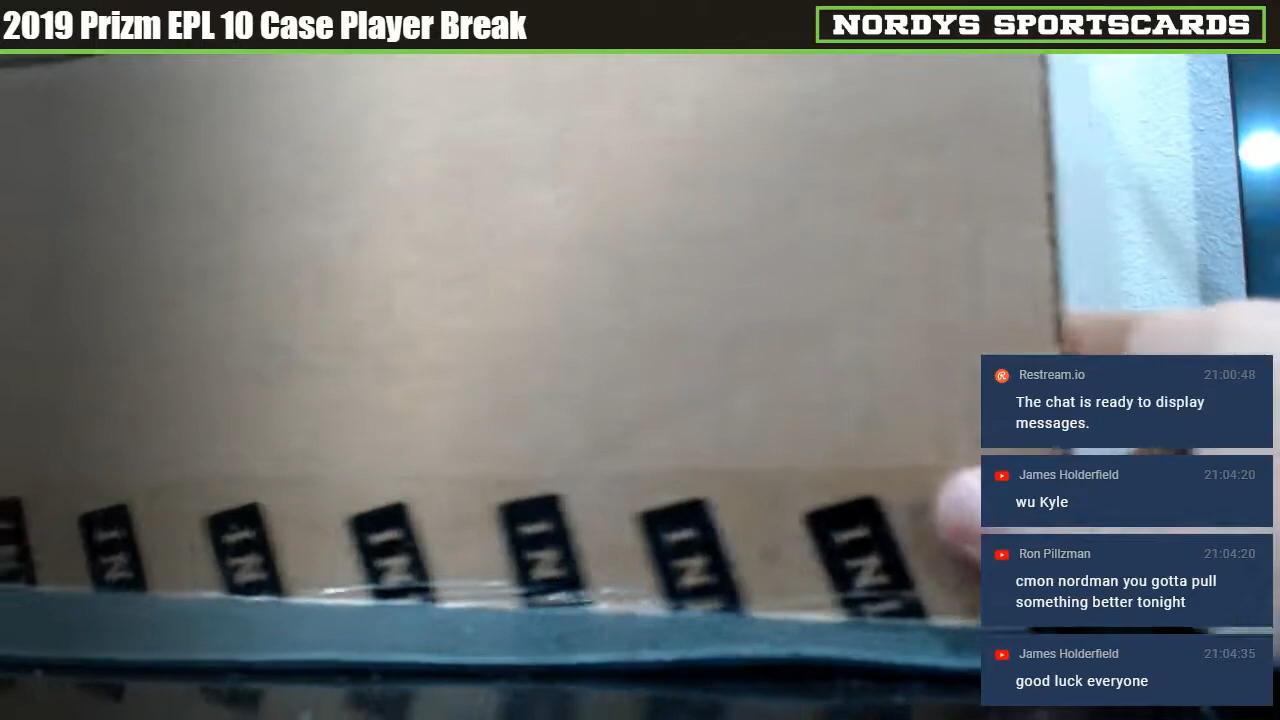 2019 Prizm EPL 10 Case Player Break
NORDYS SPORTSCARDS
Restream.io 21:00:48
The chat is ready to display
messages.
James Holderfield 21:04:20
wu Kyle
Ron Pillzman 21:04:20
cmon nordman you gotta pull
something better tonight
James Holderfield 21:04:35
good luck everyone